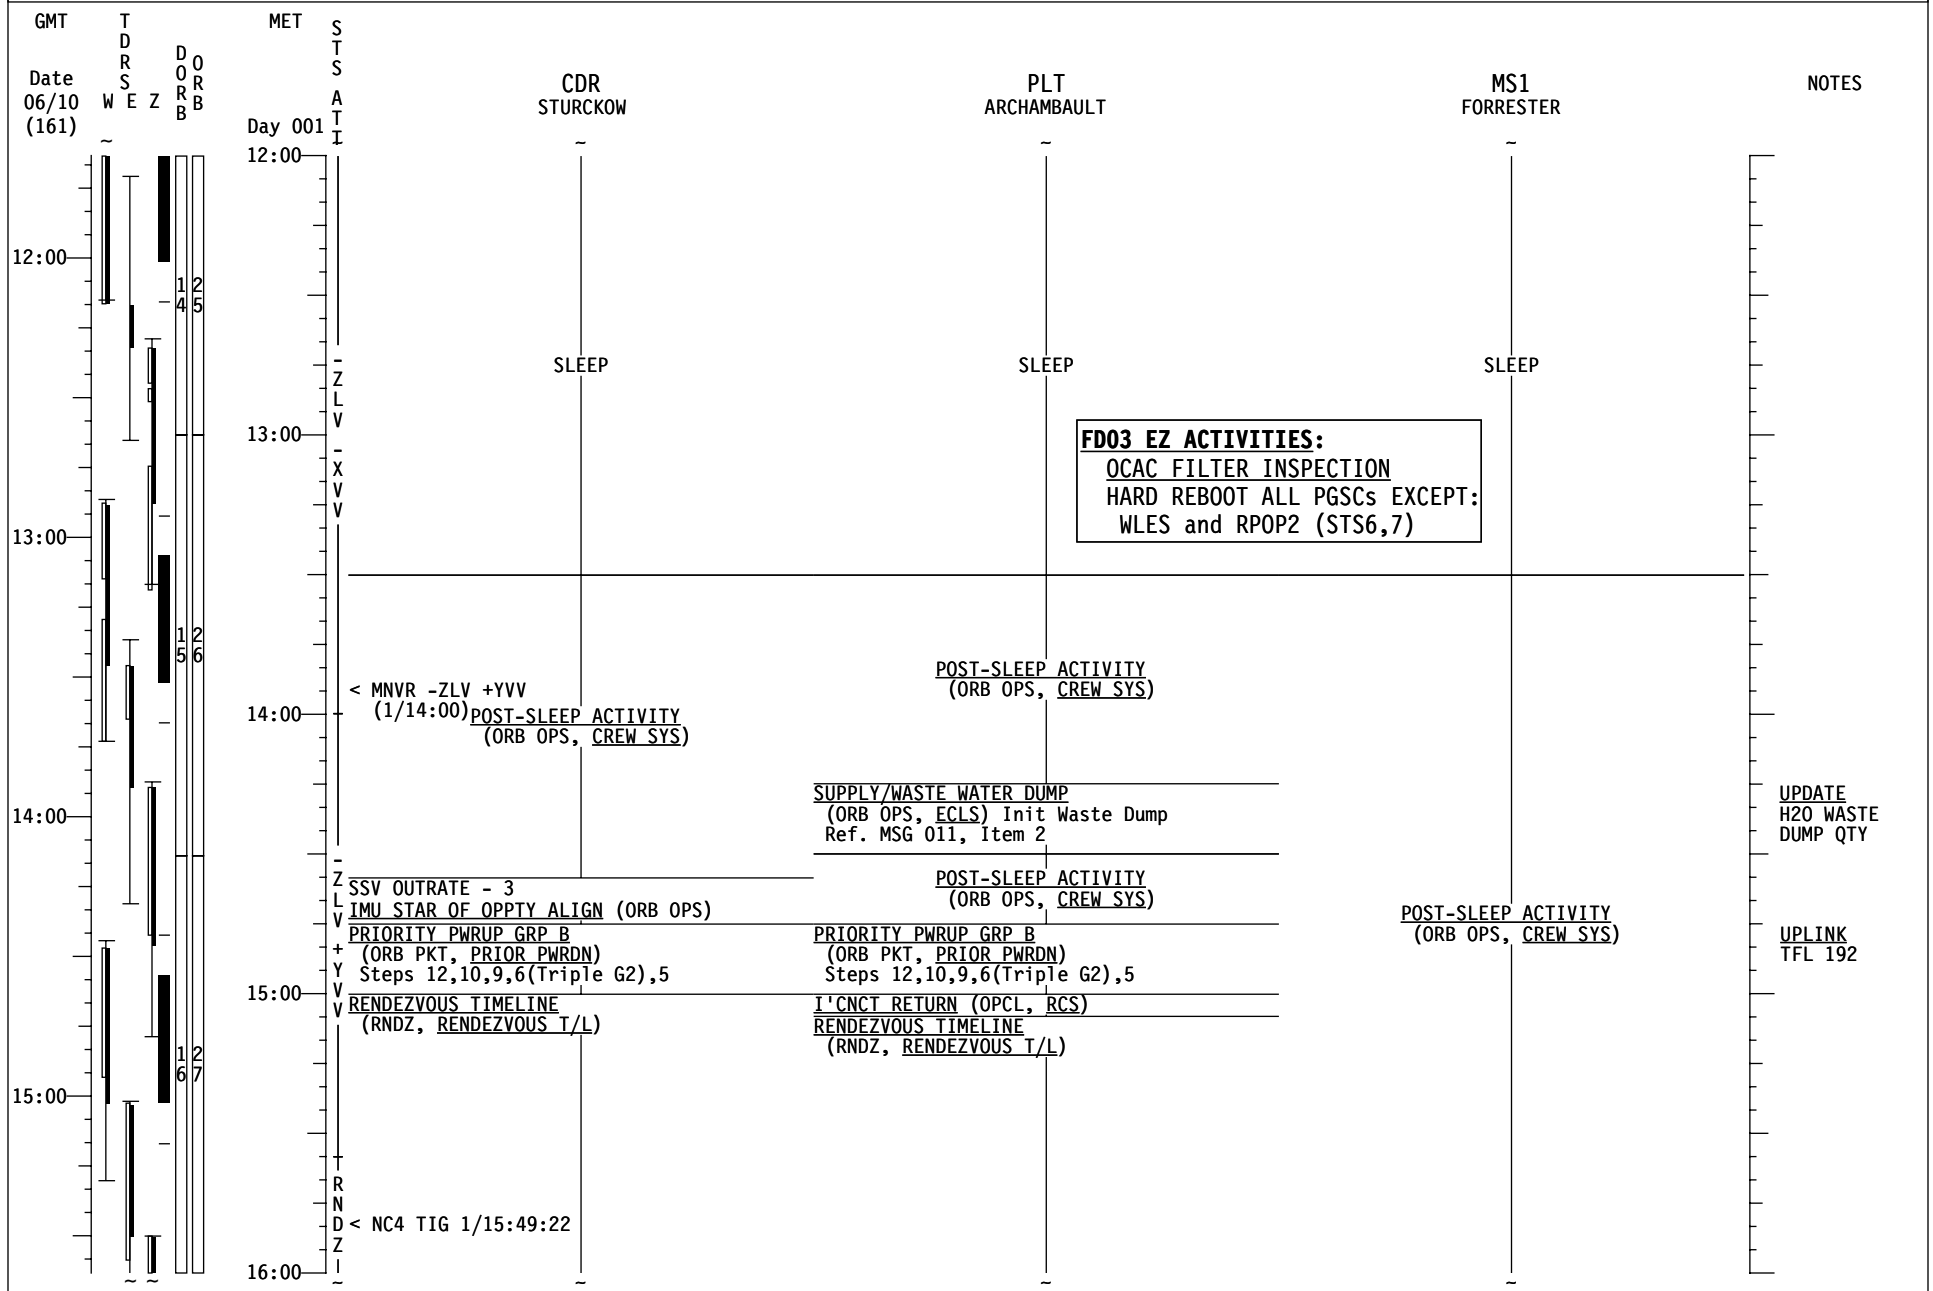 GMT
TDRS
MET
STS ATT
DORB
ORB
Date
06/10
(161)
W E Z
Day 001
CDR
STURCKOW
PLT
ARCHAMBAULT
MS1
FORRESTER
NOTES
~
~
~
~
12:00
12:00
14
25
-ZLV
SLEEP
SLEEP
SLEEP
13:00
-XVV
FD03 EZ ACTIVITIES:
OCAC FILTER INSPECTION
HARD REBOOT ALL PGSCs EXCEPT:
WLES and RPOP2 (STS6,7)
13:00
15
26
POST-SLEEP ACTIVITY
(ORB OPS, CREW SYS)
< MNVR -ZLV +YVV
(1/14:00)
14:00
POST-SLEEP ACTIVITY
(ORB OPS, CREW SYS)
SUPPLY/WASTE WATER DUMP
(ORB OPS, ECLS) Init Waste Dump
Ref. MSG 011, Item 2
UPDATE
H2O WASTE
DUMP QTY
14:00
-ZLV
SSV OUTRATE - 3
IMU STAR OF OPPTY ALIGN (ORB OPS)
POST-SLEEP ACTIVITY
(ORB OPS, CREW SYS)
POST-SLEEP ACTIVITY
(ORB OPS, CREW SYS)
+YVV
PRIORITY PWRUP GRP B
(ORB PKT, PRIOR PWRDN)
Steps 12,10,9,6(Triple G2),5
PRIORITY PWRUP GRP B
(ORB PKT, PRIOR PWRDN)
Steps 12,10,9,6(Triple G2),5
UPLINK
TFL 192
15:00
RENDEZVOUS TIMELINE
(RNDZ, RENDEZVOUS T/L)
I'CNCT RETURN (OPCL, RCS)
RENDEZVOUS TIMELINE
(RNDZ, RENDEZVOUS T/L)
16
27
15:00
RNDZ
< NC4 TIG 1/15:49:22
16:00
~ ~
~
~
~
~